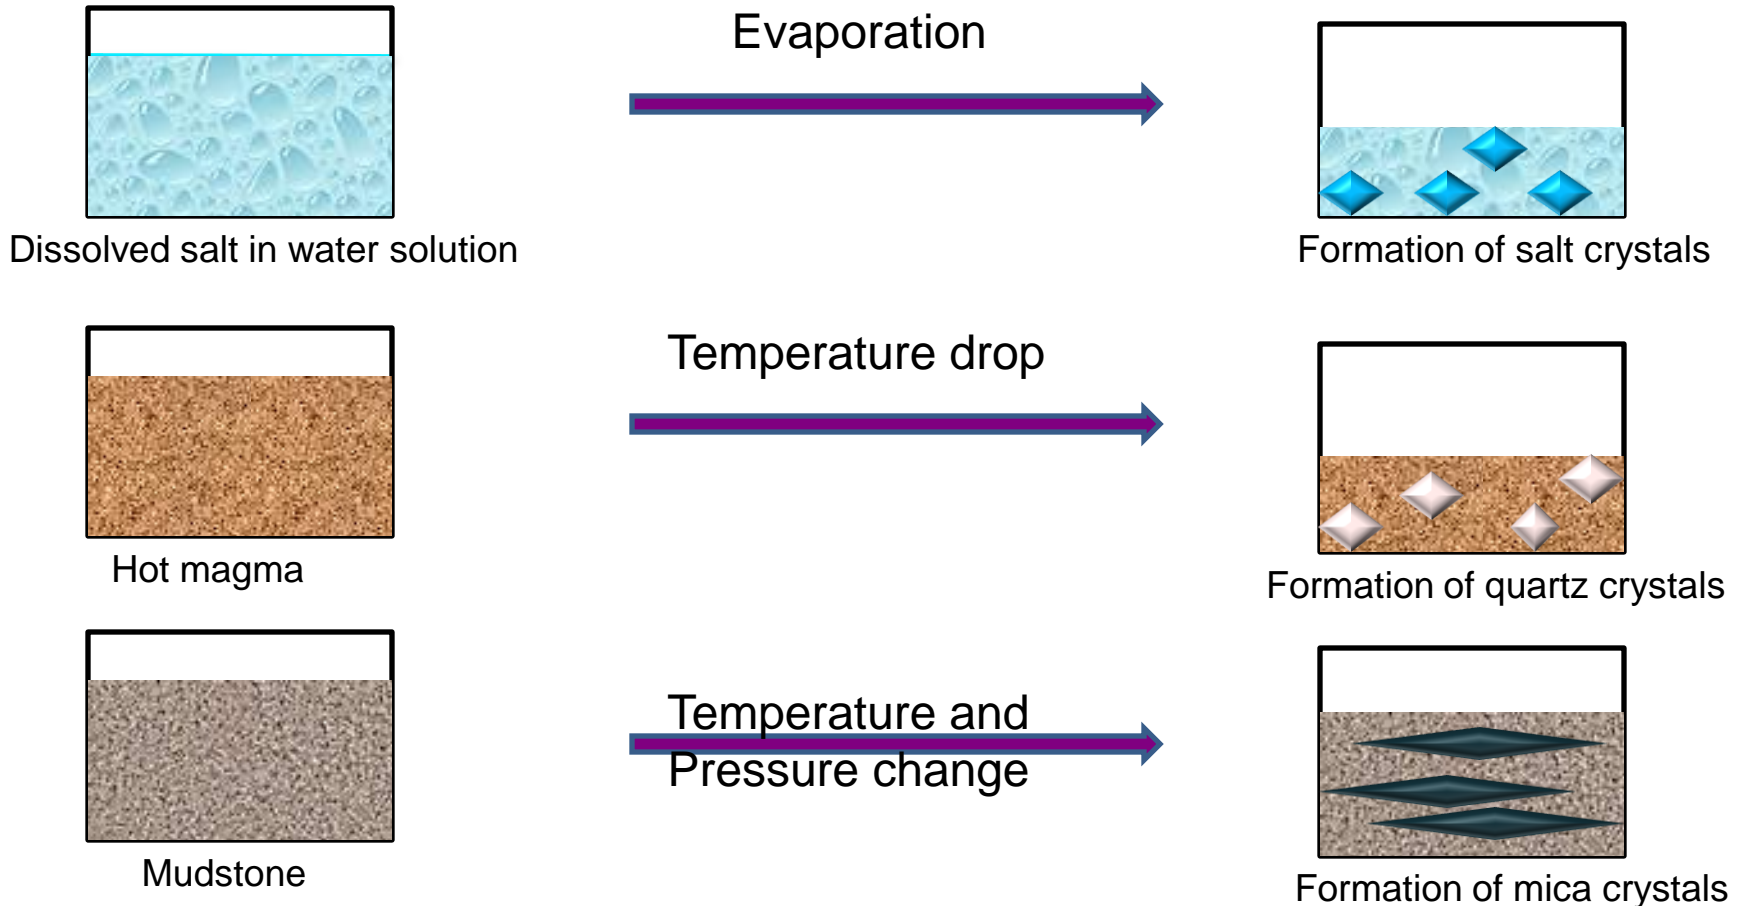 Evaporation
Dissolved salt in water solution
Formation of salt crystals
Temperature drop
Hot magma
Formation of quartz crystals
Temperature and
Pressure change
Mudstone
Formation of mica crystals